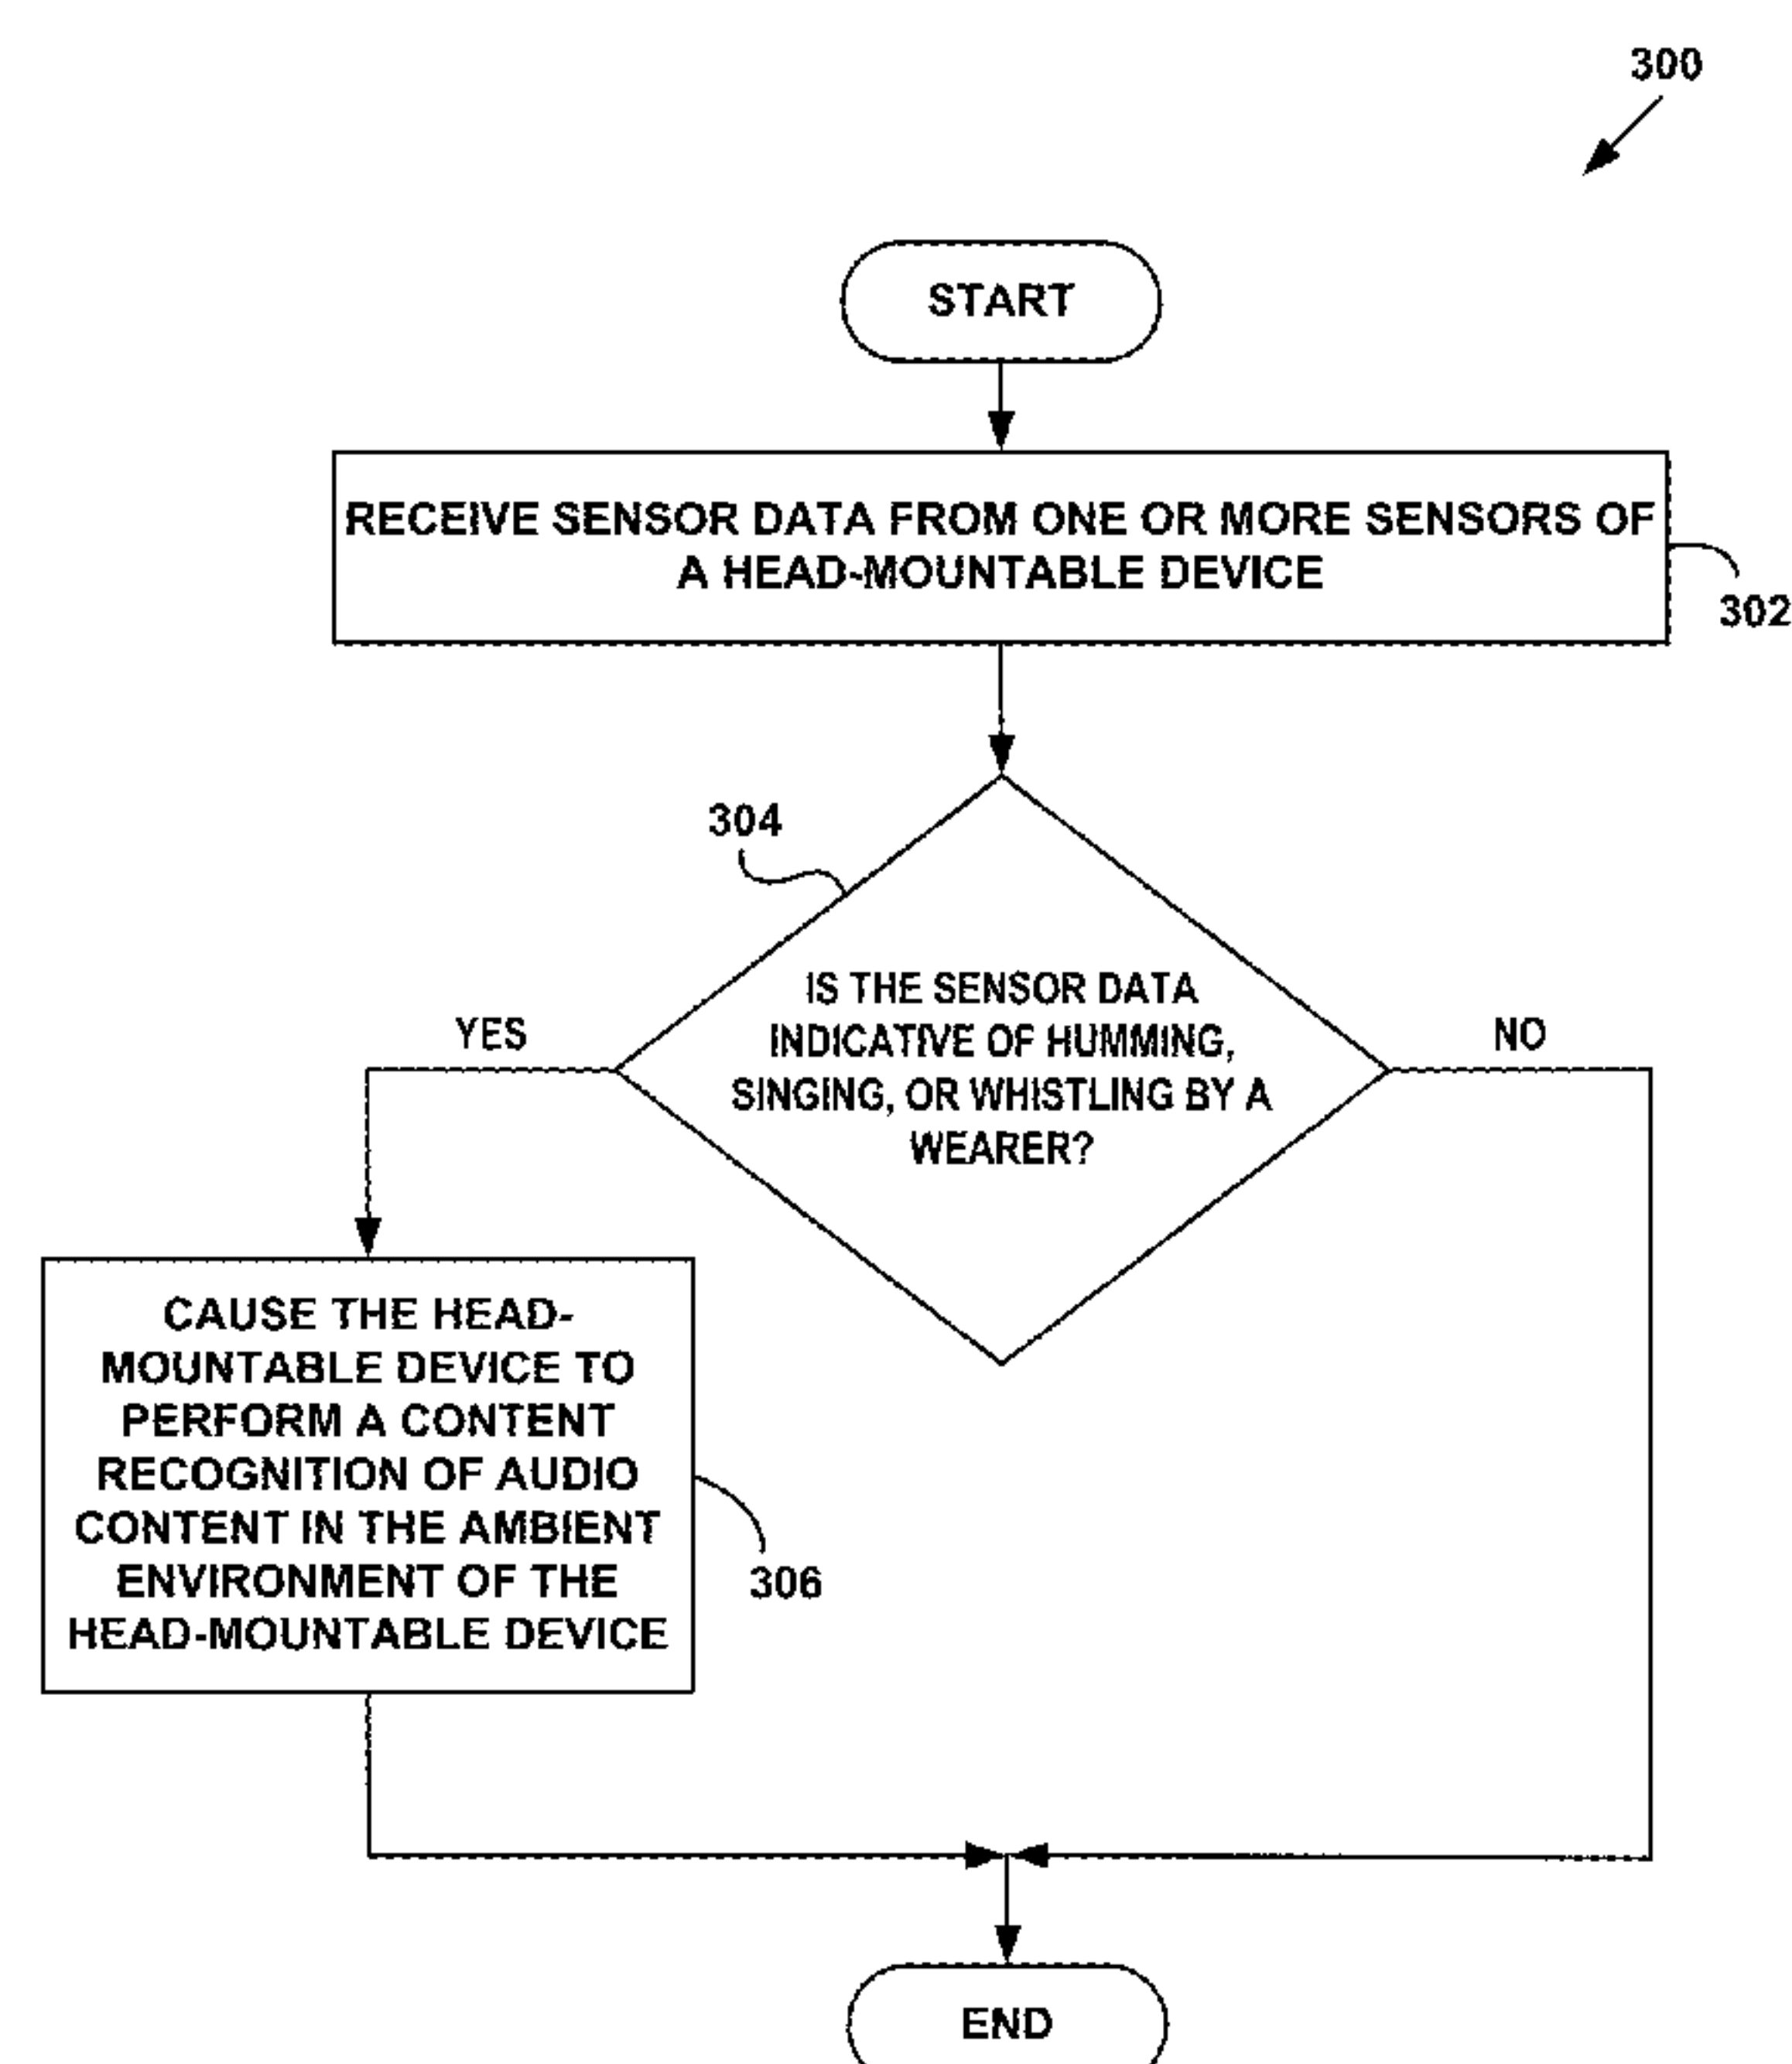 300
START
RECEIVE SENSOR DATA FROM ONE OR MORE SENSORS OF
A HEAD-MOUNTABLE DEVICE
302
304
IS THE SENSOR DATA
INDICATIVE OF HUMMING,
SINGING, OR WHISTLING BY A
WEARER?
YES
NO
CAUSE THE HEAD-
MOUNTABLE DEVICE TO
PERFORM A CONTENT
RECOGNITION OF AUDIO
CONTENT IN THE AMBIENT
ENVIRONMENT OF THE
HEAD-MOUNTABLE DEVICE
306
END